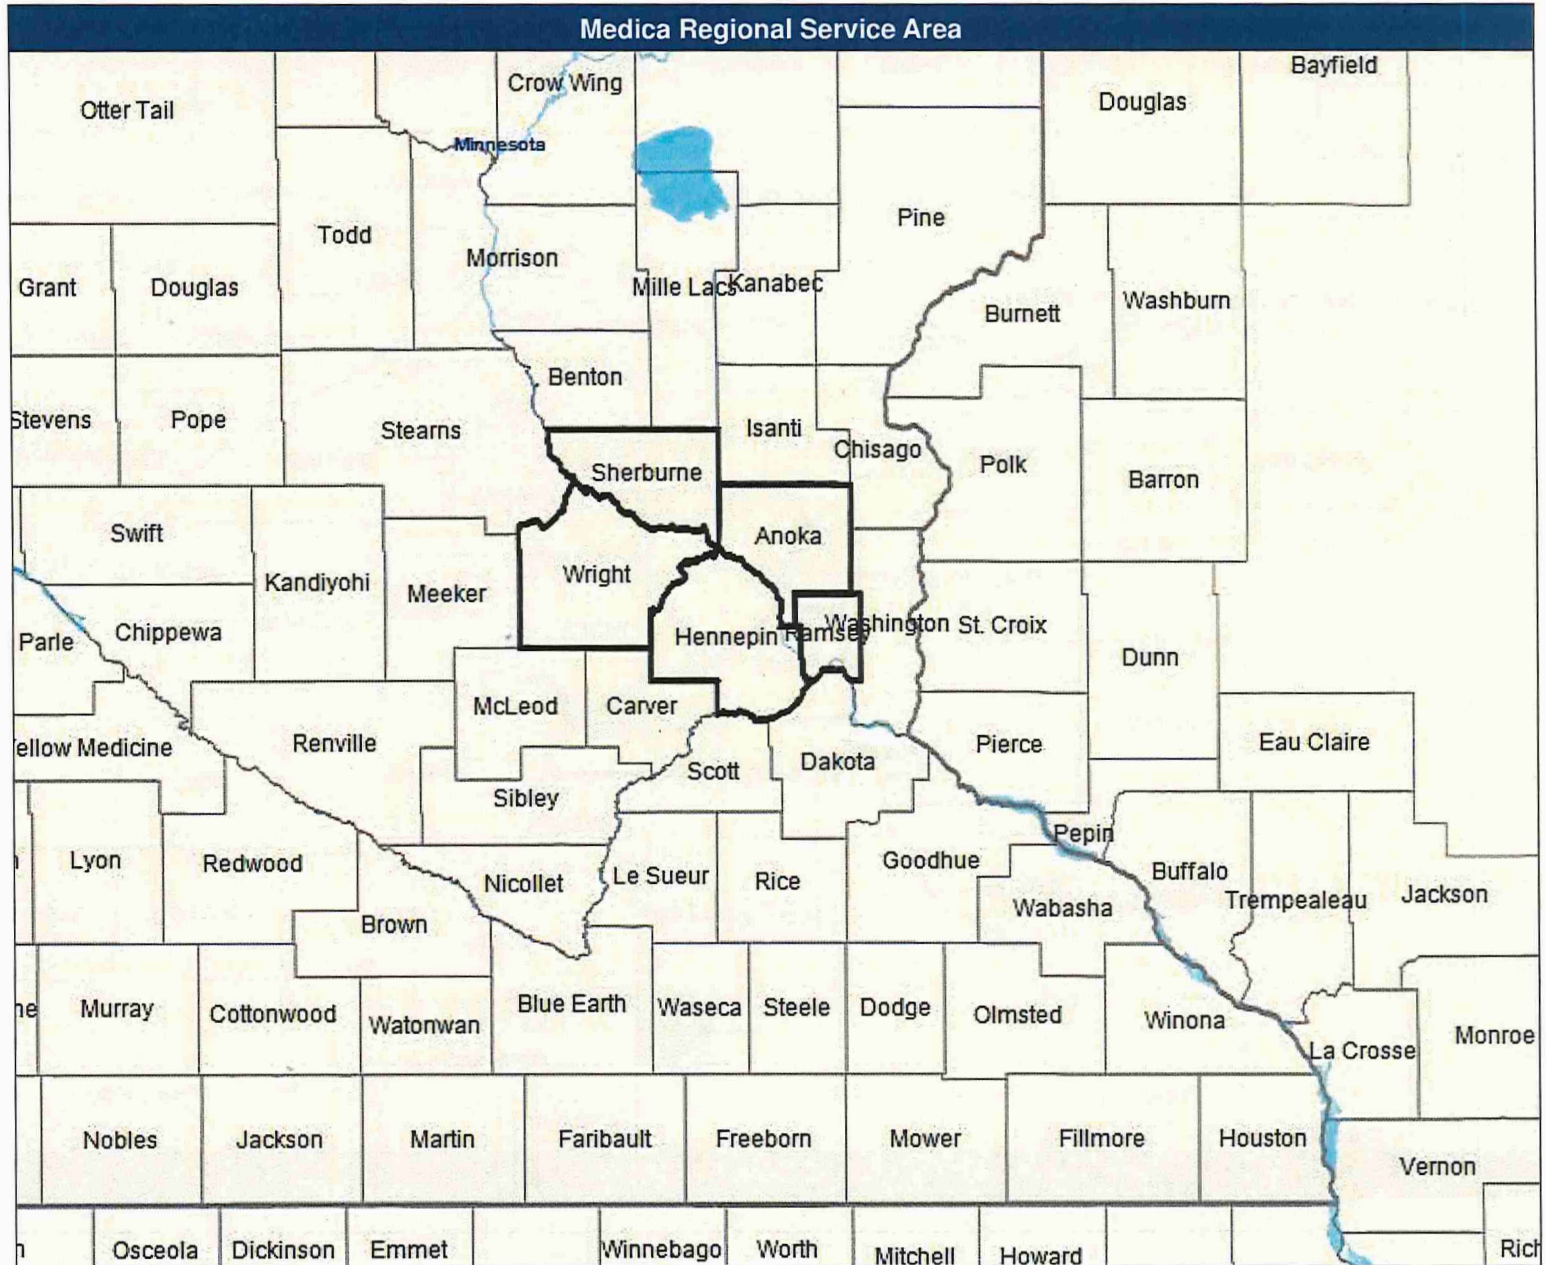 Medica Regional Service Area
Bayfield
Crow Wing
Douglas
Otter Tail
Minnesota
Pine
Todd
Morrison
Grant
Douglas
Mille Lacs
Kanabec
Washburn
Burnett
Benton
Stevens
Pope
Stearns
Isanti
Chisago
Sherburne
Polk
Barron
Swift
Anoka
Wright
Kandiyohi
Meeker
Parle
Chippewa
Hennepin
Ramsey
Washington
St. Croix
Dunn
McLeod
Carver
Renville
Yellow Medicine
Pierce
Eau Claire
Scott
Dakota
Sibley
Pepin
Lyon
Redwood
Nicollet
Le Sueur
Rice
Goodhue
Buffalo
Trempealeau
Jackson
Wabasha
Brown
ne
Murray
Cottonwood
Watonwan
Blue Earth
Waseca
Steele
Dodge
Olmsted
Winona
La Crosse
Monroe
Nobles
Jackson
Martin
Faribault
Freeborn
Mower
Fillmore
Houston
Vernon
Osceola
Dickinson
Emmet
Winnebago
Worth
Mitchell
Howard
Rich